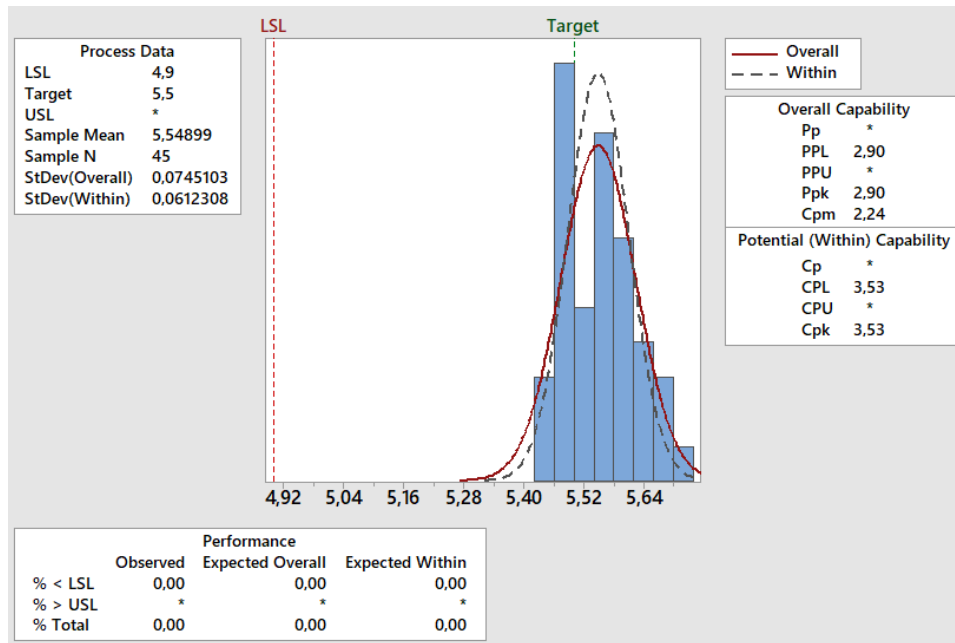 LSL Target
Process Data
LSL 4,9
Target 5,5
USL *
Sample Mean 5,54899
Sample N 45
StDev(Overall) 0,0745103
StDev(Within) 0,0612308
Overall
Within
Overall Capability
Pp *
PPL 2,90
PPU *
Ppk 2,90
Cpm 2,24
Potential (Within) Capability
Cp *
CPL 3,53
CPU *
Cpk 3,53
4,92 5,04 5,16 5,28 5,40 5,52 5,64
Performance
Observed Expected Overall Expected Within
% < LSL 0,00 0,00 0,00
% > USL * * *
% Total 0,00 0,00 0,00